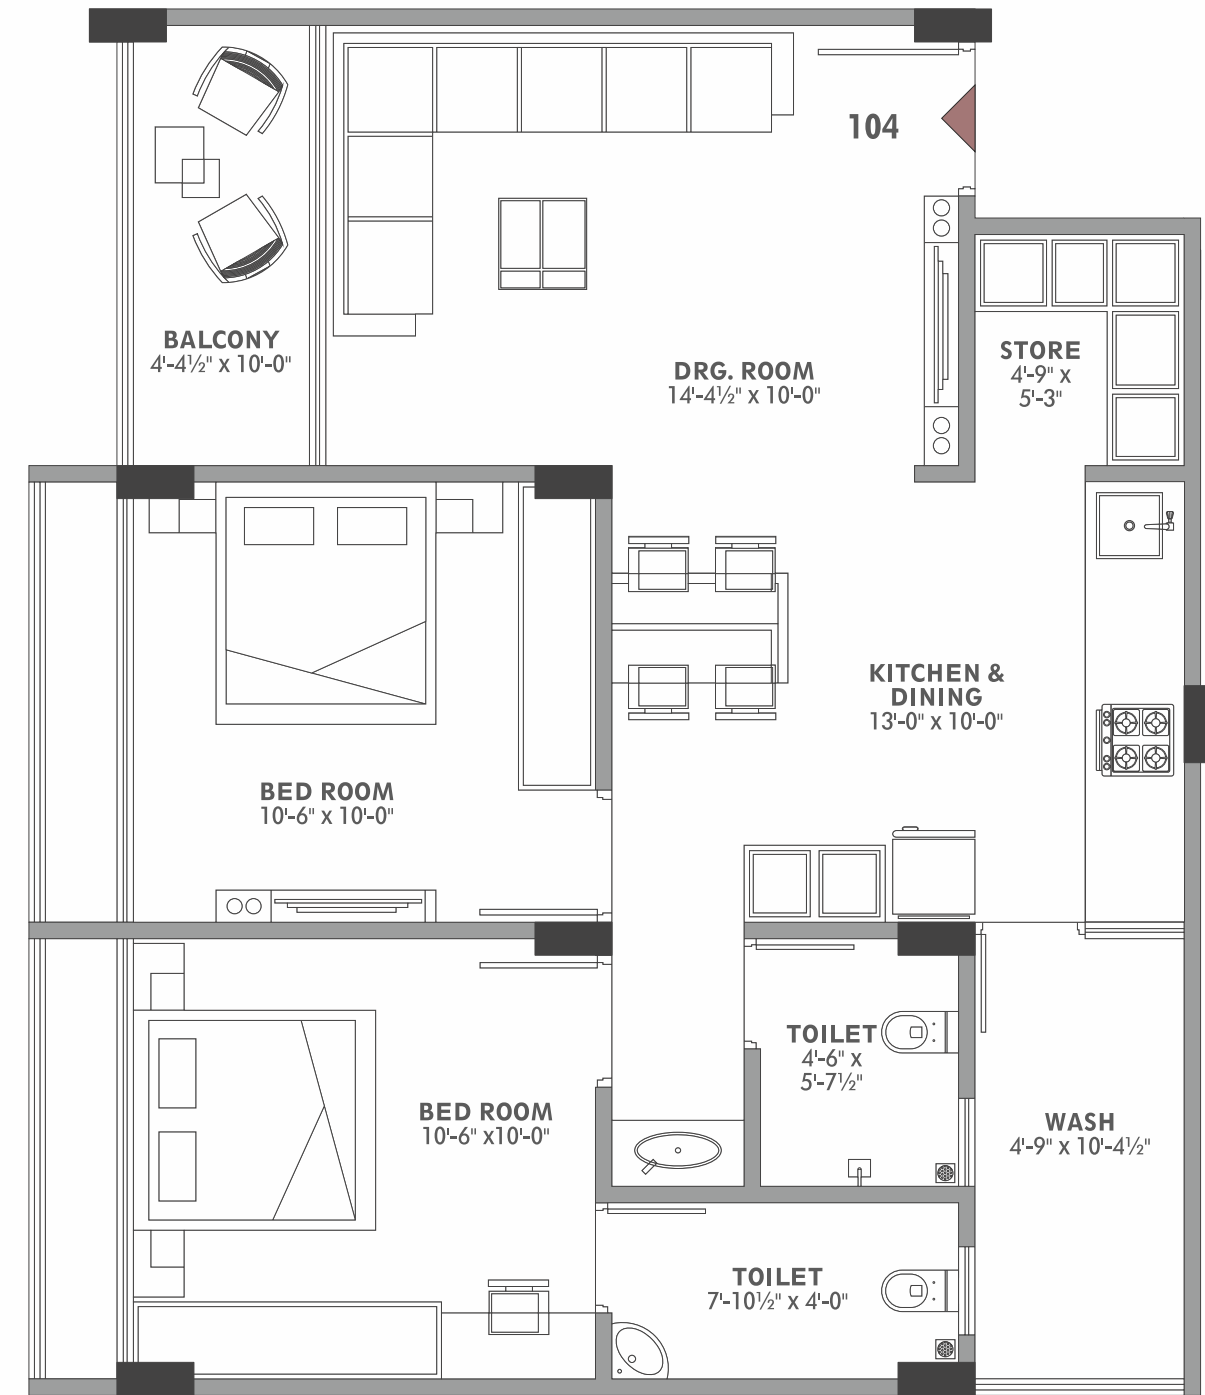 104
BALCONY
4'-4½" x 10'-0"
DRG. ROOM
14'-4½" x 10'-0"
STORE
4'-9" x
5'-3"
KITCHEN &
DINING
13'-0" x 10'-0"
BED ROOM
10'-6" x 10'-0"
TOILET
4'-6" x
5'-7½"
BED ROOM
10'-6" x10'-0"
WASH
4'-9" x 10'-4½"
TOILET
7'-10½" x 4'-0"